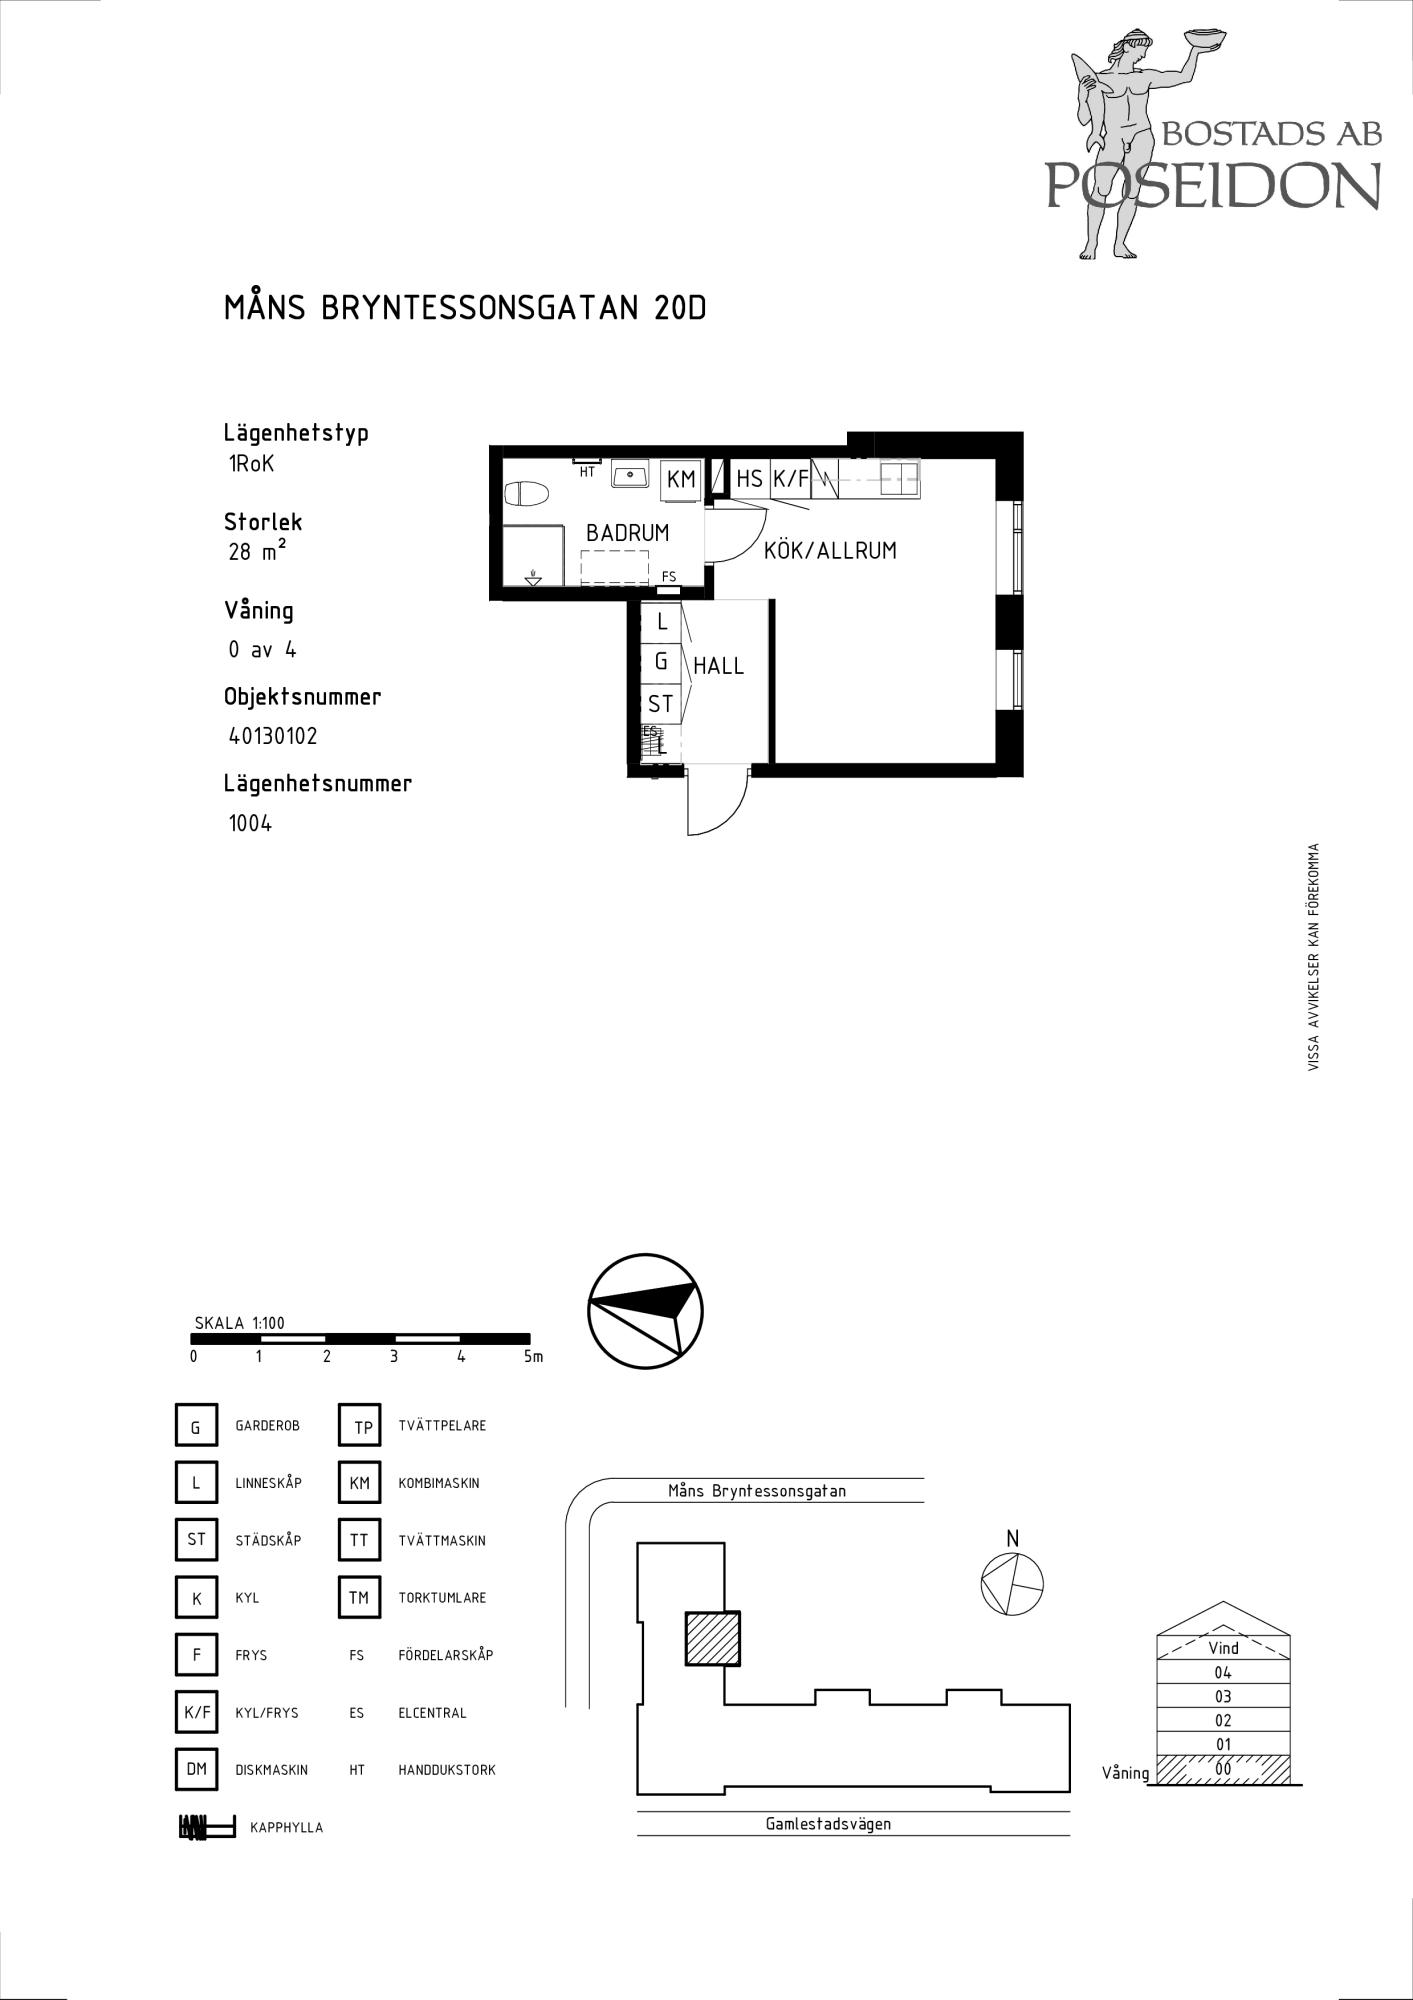 BOSTADS AB
POSEIDON
MÅNS BRYNTESSONSGATAN 20D
Lägenhetstyp
1RoK
Storlek
28 m²
Våning
0 av 4
Objektsnummer
40130102
Lägenhetsnummer
1004
HT
KM
HS
K/F
BADRUM
KÖK/ALLRUM
FS
L
G
HALL
ST
ES
L
VISSA AVVIKELSER KAN FÖREKOMMA
SKALA 1:100
0 1 2 3 4 5m
G GARDEROB
L LINNESKÅP
ST STÄDSKÅP
K KYL
F FRYS
K/F KYL/FRYS
DM DISKMASKIN
KAPPHYLLA
TP TVÄTTPELARE
KM KOMBIMASKIN
TT TVÄTTMASKIN
TM TORKTUMLARE
FS FÖRDELARSKÅP
ES ELCENTRAL
HT HANDDUKSTORK
Måns Bryntessonsgatan
N
Gamlestadsvägen
Vind
04
03
02
01
Våning 00